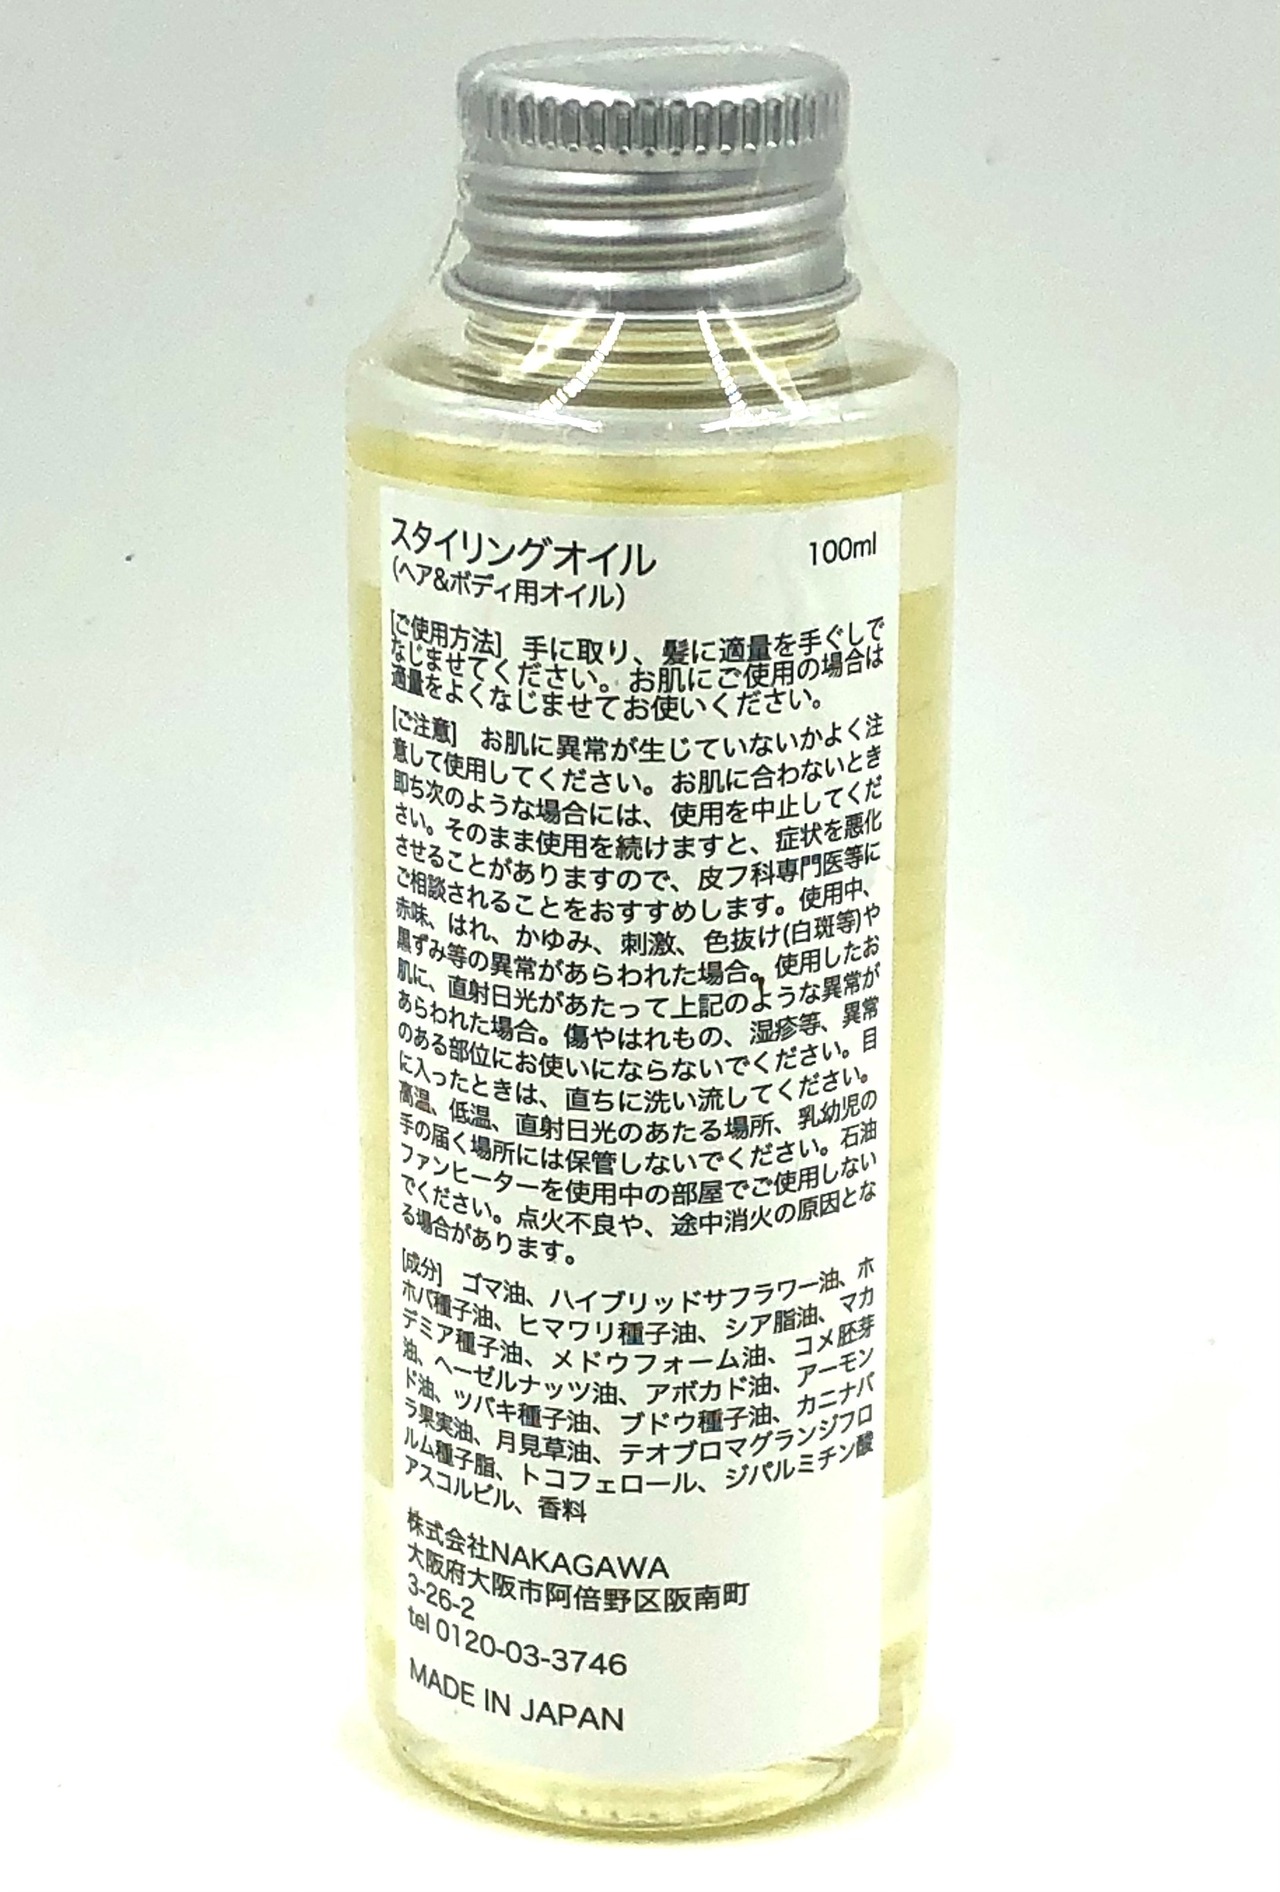 スタイリングオイル 100ml
(ヘア&ボディ用オイル)
[ご使用方法] 手に取り、髪に適量を手ぐしで
なじませてください。お肌にご使用の場合は
適量をよくなじませてお使いください。
[ご注意] お肌に異常が生じていないかよく注
意して使用してください。お肌に合わないとき
即ち次のような場合には、使用を中止してくだ
さい。そのまま使用を続けますと、症状を悪化
させることがありますので、皮フ科専門医等に
ご相談されることをおすすめします。使用中、
赤味、はれ、かゆみ、刺激、色抜け(白斑等)や
黒ずみ等の異常があらわれた場合。使用したお
肌に、直射日光があたって上記のような異常が
あらわれた場合。傷やはれもの、湿疹等、異常
のある部位にお使いにならないでください。目
に入ったときは、直ちに洗い流してください。
高温、低温、直射日光のあたる場所、乳幼児の
手の届く場所には保管しないでください。石油
ファンヒーターを使用中の部屋でご使用しない
でください。点火不良や、途中消火の原因とな
る場合があります。
[成分] ゴマ油、ハイブリッドサフラワー油、ホ
ホバ種子油、ヒマワリ種子油、シア脂油、マカ
デミア種子油、メドウフォーム油、コメ胚芽
油、ヘーゼルナッツ油、アボカド油、アーモン
ド油、ツバキ種子油、ブドウ種子油、カニナバ
ラ果実油、月見草油、テオブロマグランジフロ
ルム種子脂、トコフェロール、ジパルミチン酸
アスコルビル、香料
株式会社NAKAGAWA
大阪府大阪市阿倍野区阪南町
3-26-2
tel 0120-03-3746
MADE IN JAPAN